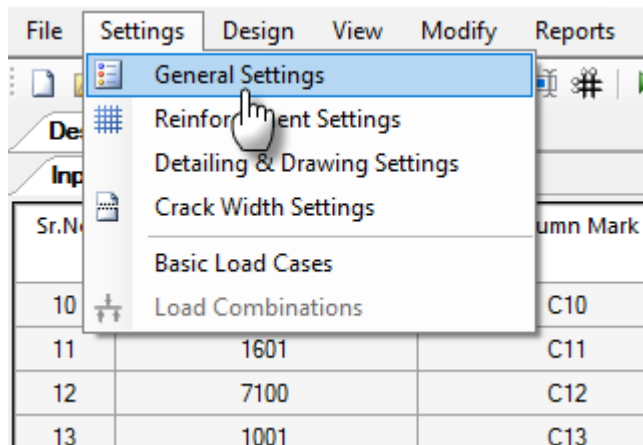 File Settings Design View Modify Reports
General Settings
Reinforcement Settings
Detailing & Drawing Settings
Crack Width Settings
Basic Load Cases
Load Combinations
Sr.No umn Mark
10 C10
11 1601 C11
12 7100 C12
13 1001 C13